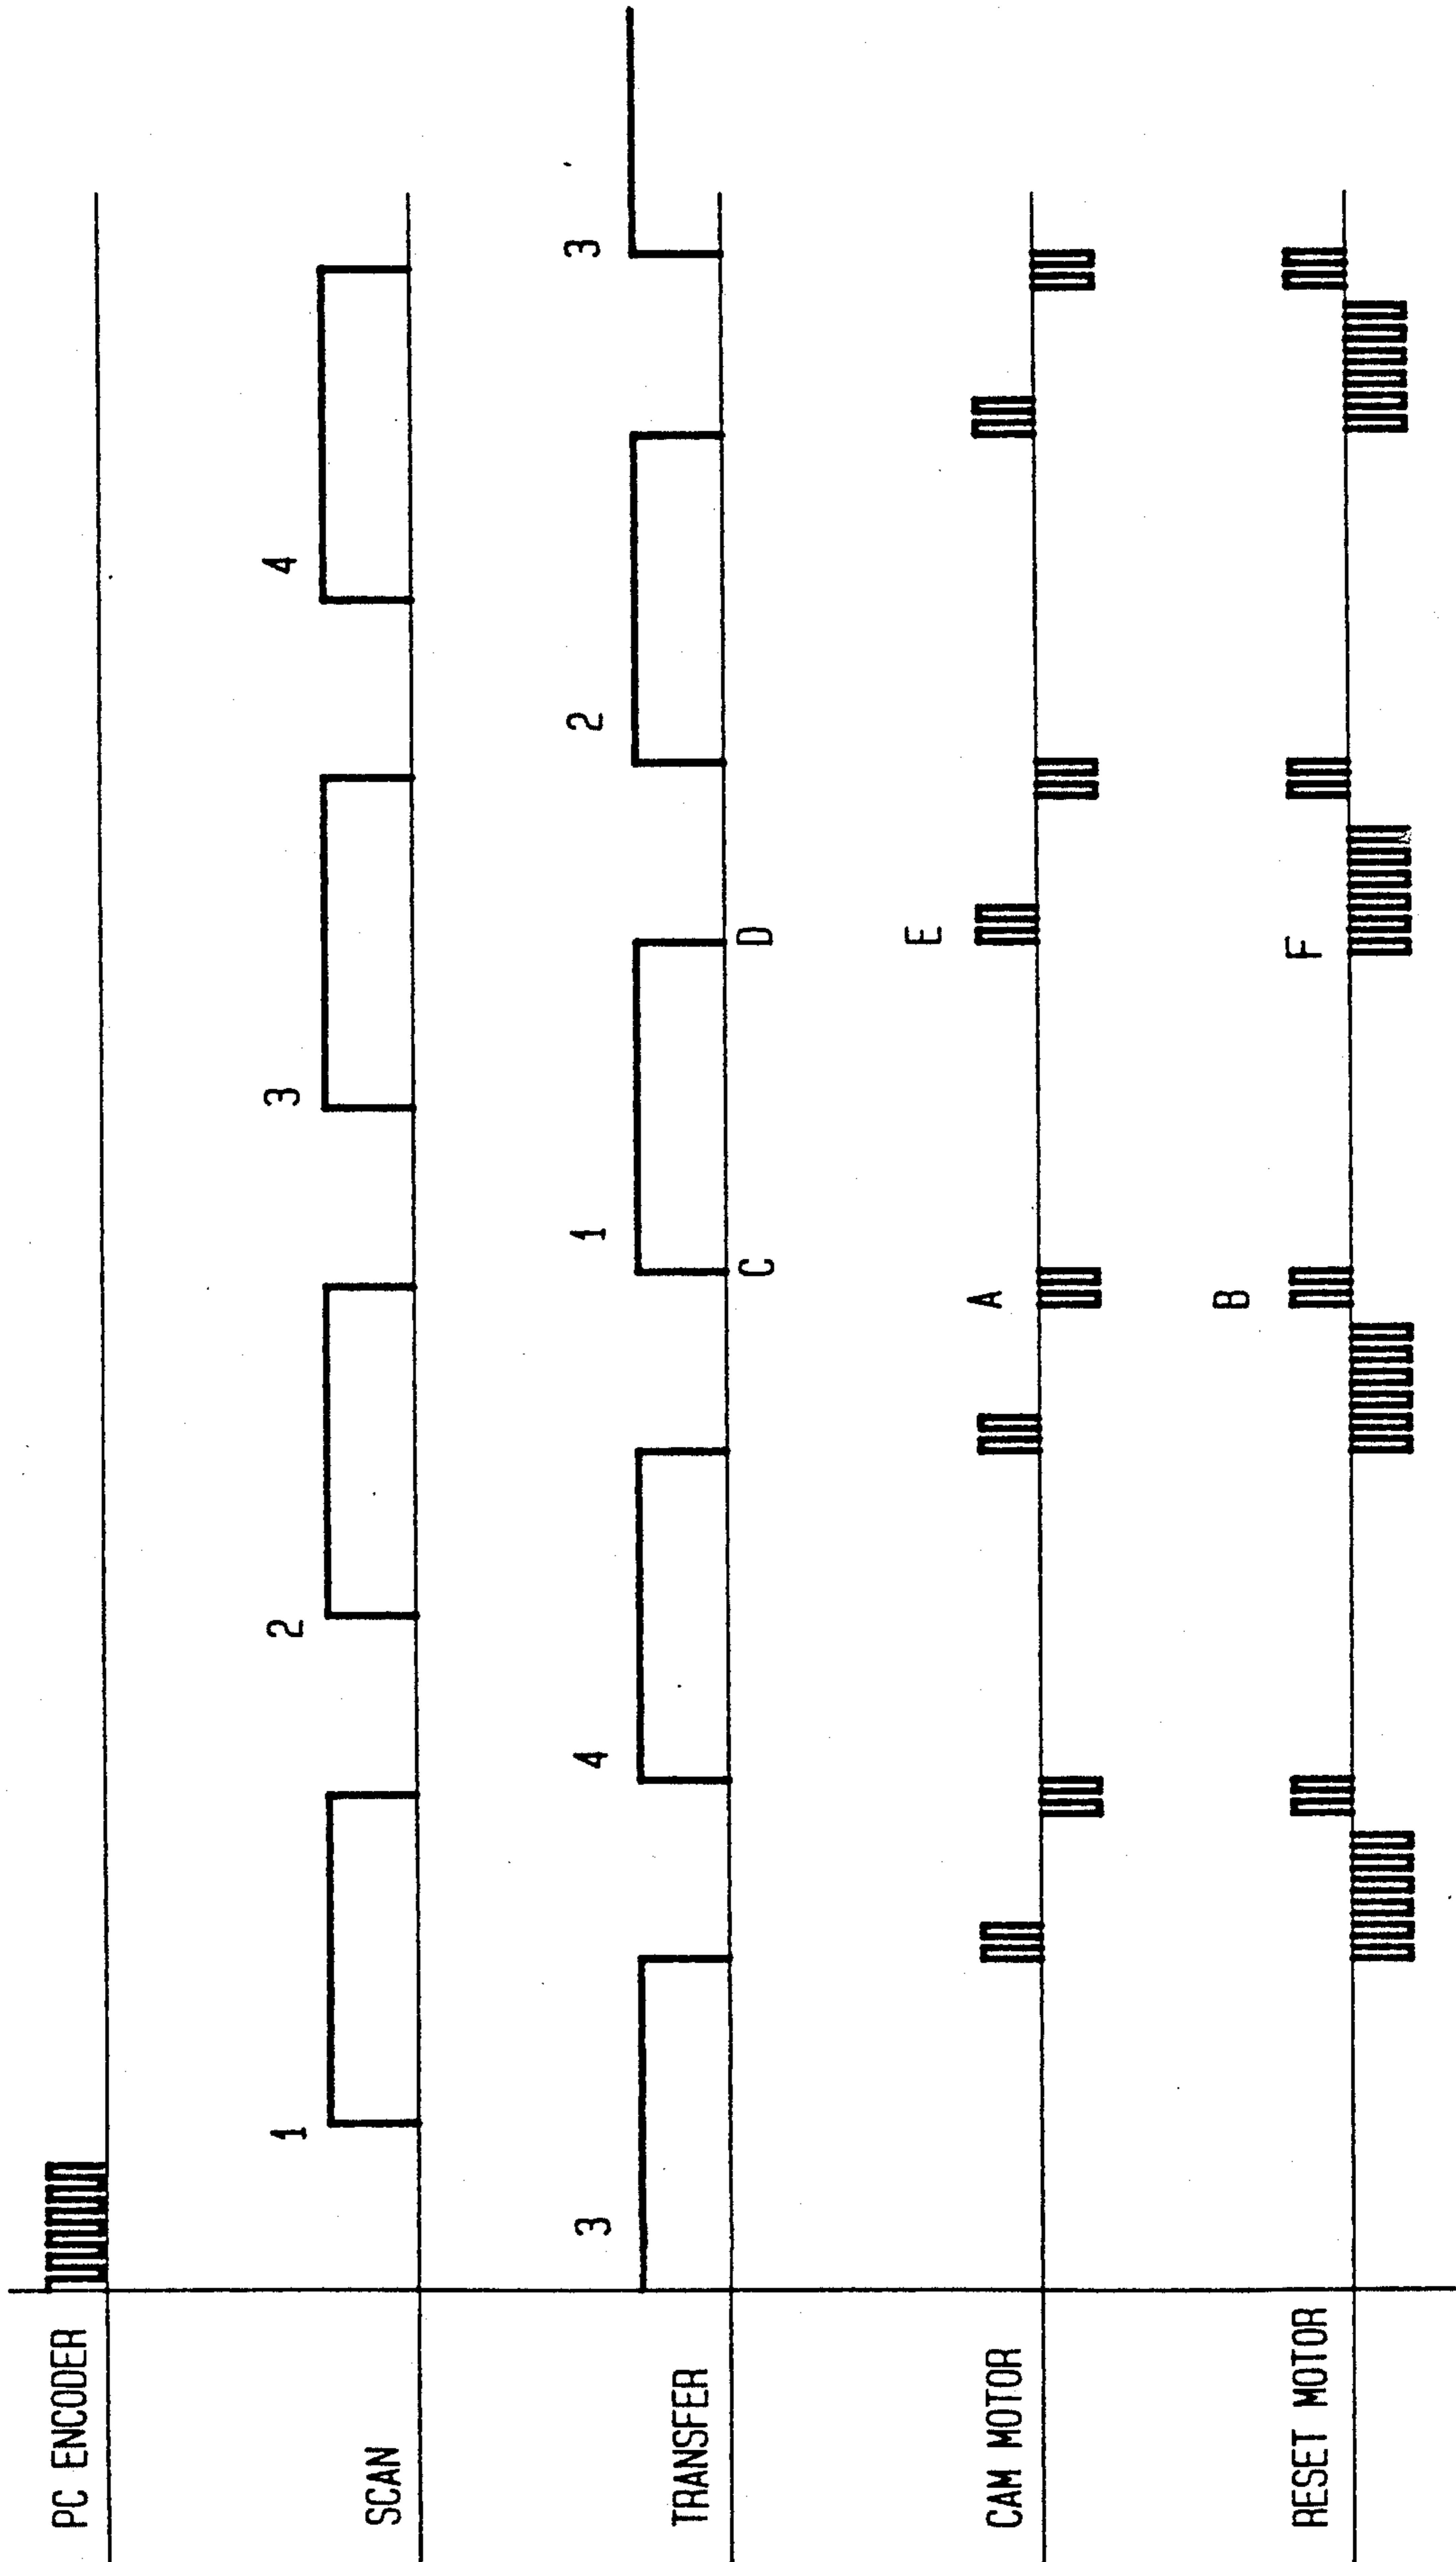 PC ENCODER
SCAN
1
2
3
4
TRANSFER
3
4
1
2
3
C
D
CAM MOTOR
A
E
RESET MOTOR
B
F